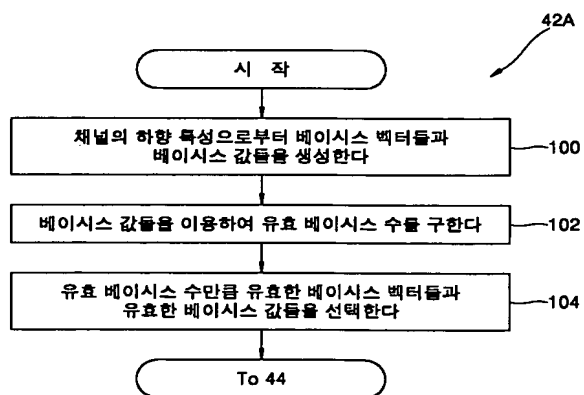 42A
시 작
채널의 하향 특성으로부터 베이시스 벡터들과
베이시스 값들을 생성한다
100
베이시스 값들을 이용하여 유효 베이시스 수를 구한다
102
유효 베이시스 수만큼 유효한 베이시스 벡터들과
유효한 베이시스 값들을 선택한다
104
To 44